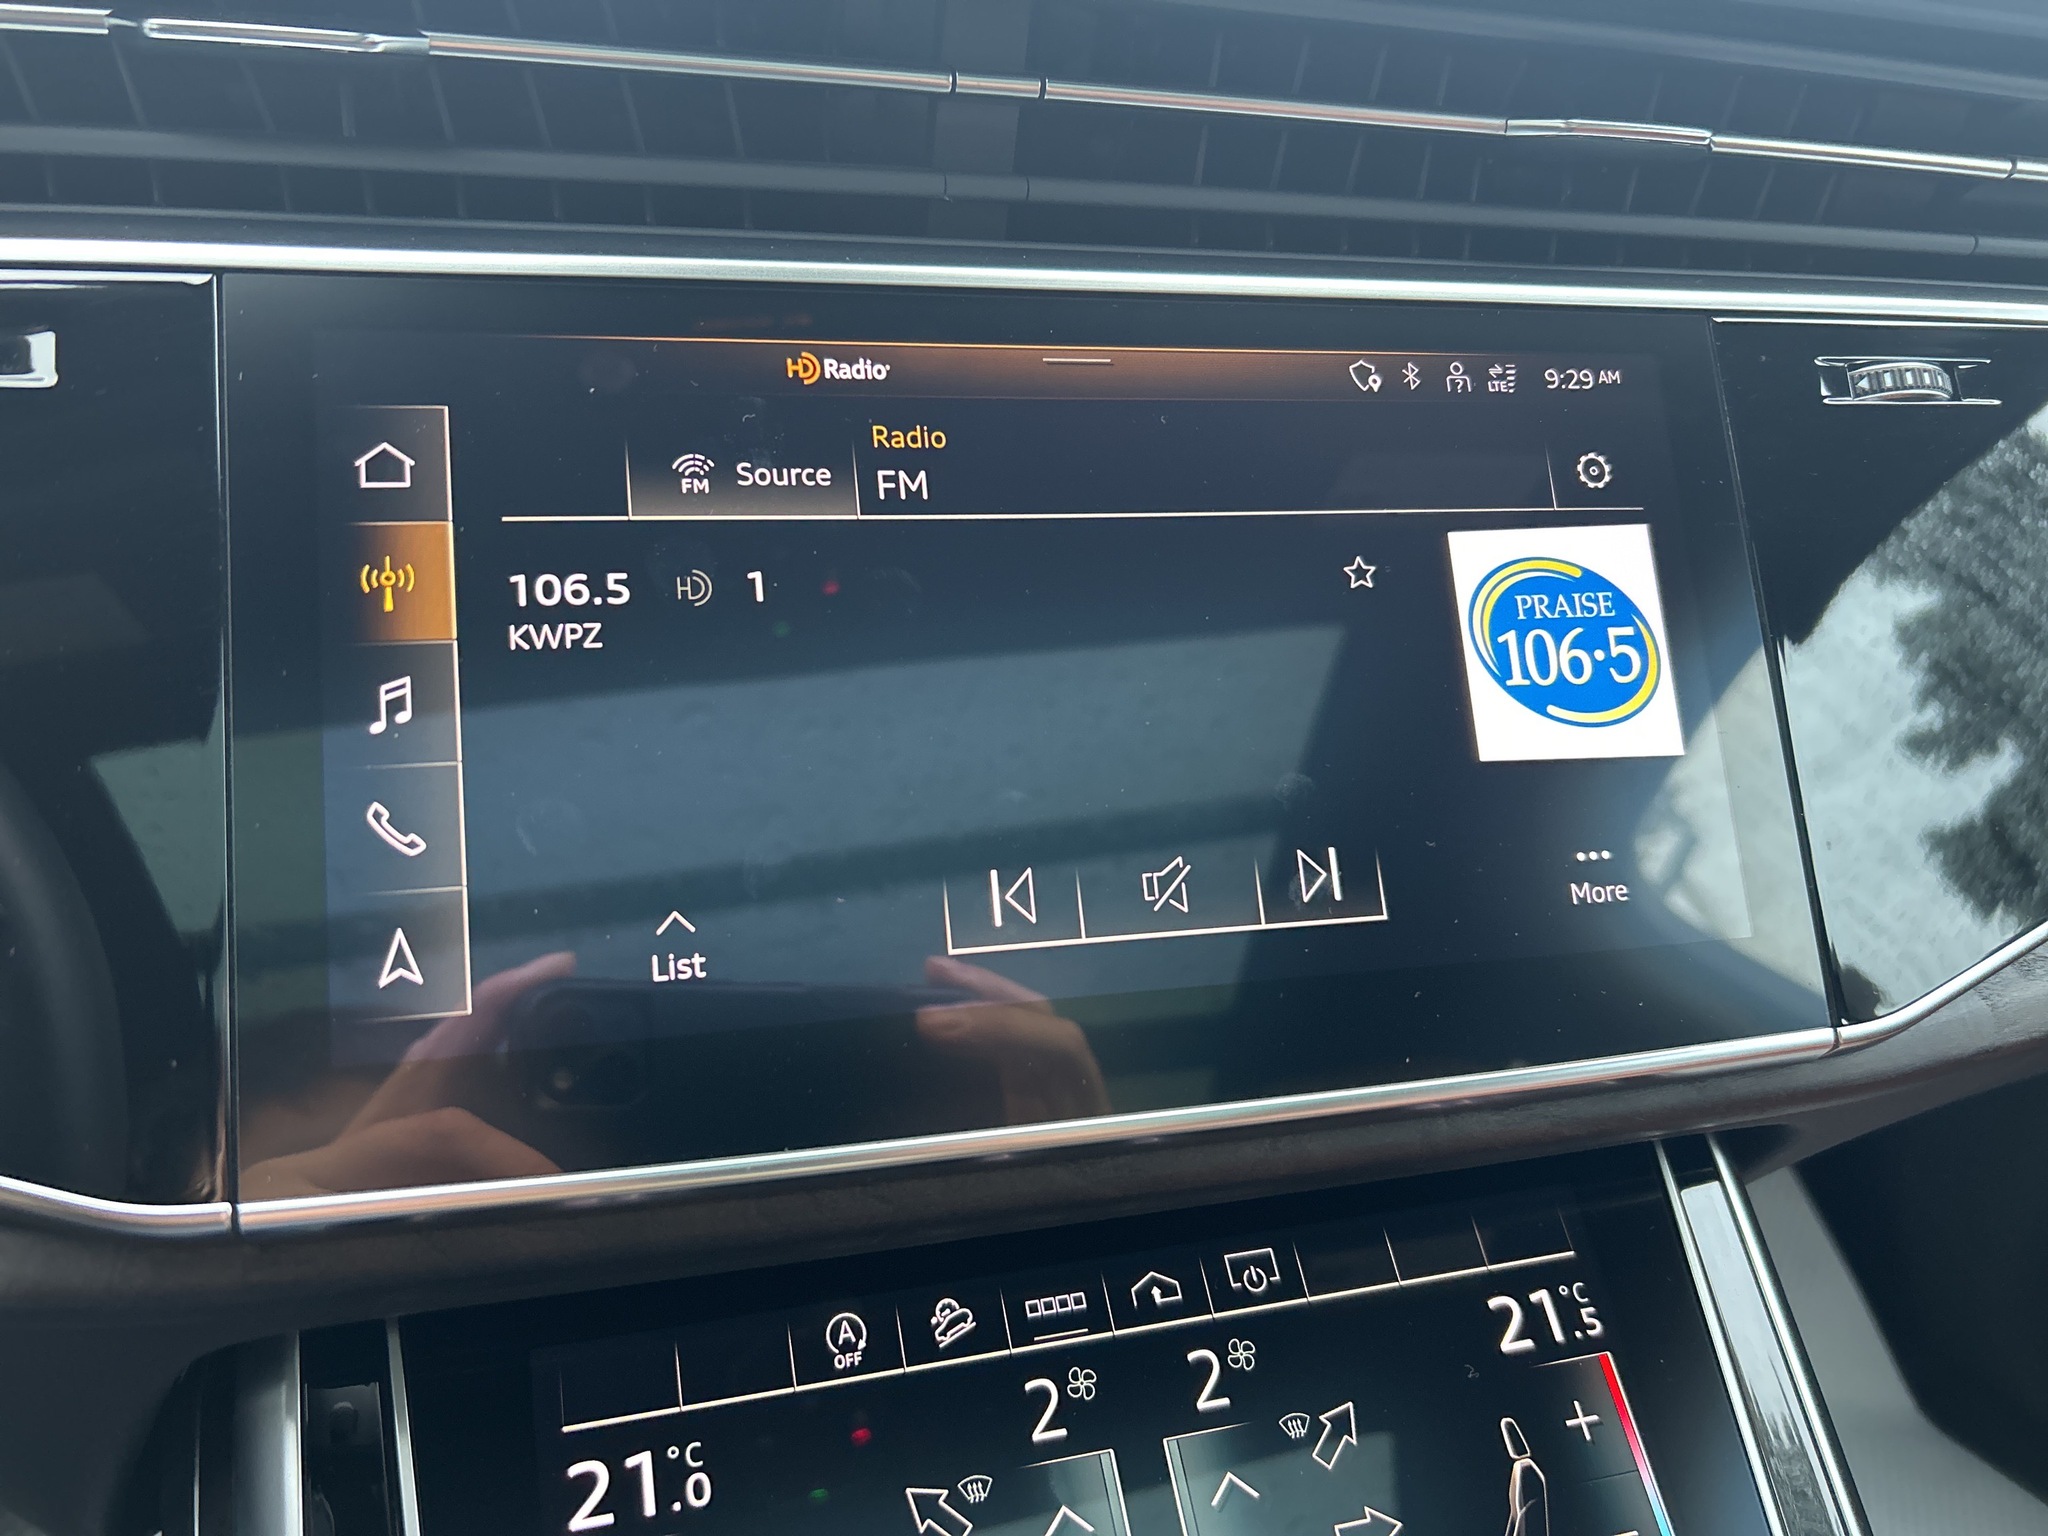 HD Radio
LTE 9:29 AM
Radio
FM Source
FM
106.5 HD 1
KWPZ
PRAISE
106.5
List
More
A
OFF
21.5 °C
2
2
21.0 °C